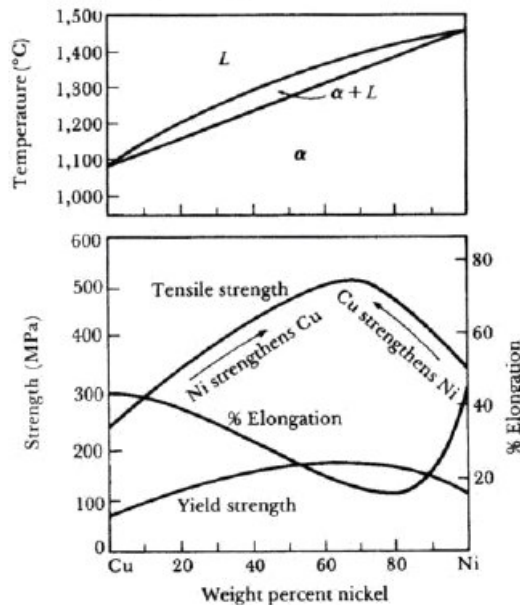 1,500
1,400
1,300
1,200
1,100
1,000
Temperature (°C)
L
α + L
α
600
500
400
300
200
100
0
Strength (MPa)
80
60
40
20
% Elongation
Tensile strength
Ni strengthens Cu
Cu strengthens Ni
% Elongation
Yield strength
Cu 20 40 60 80 Ni
Weight percent nickel